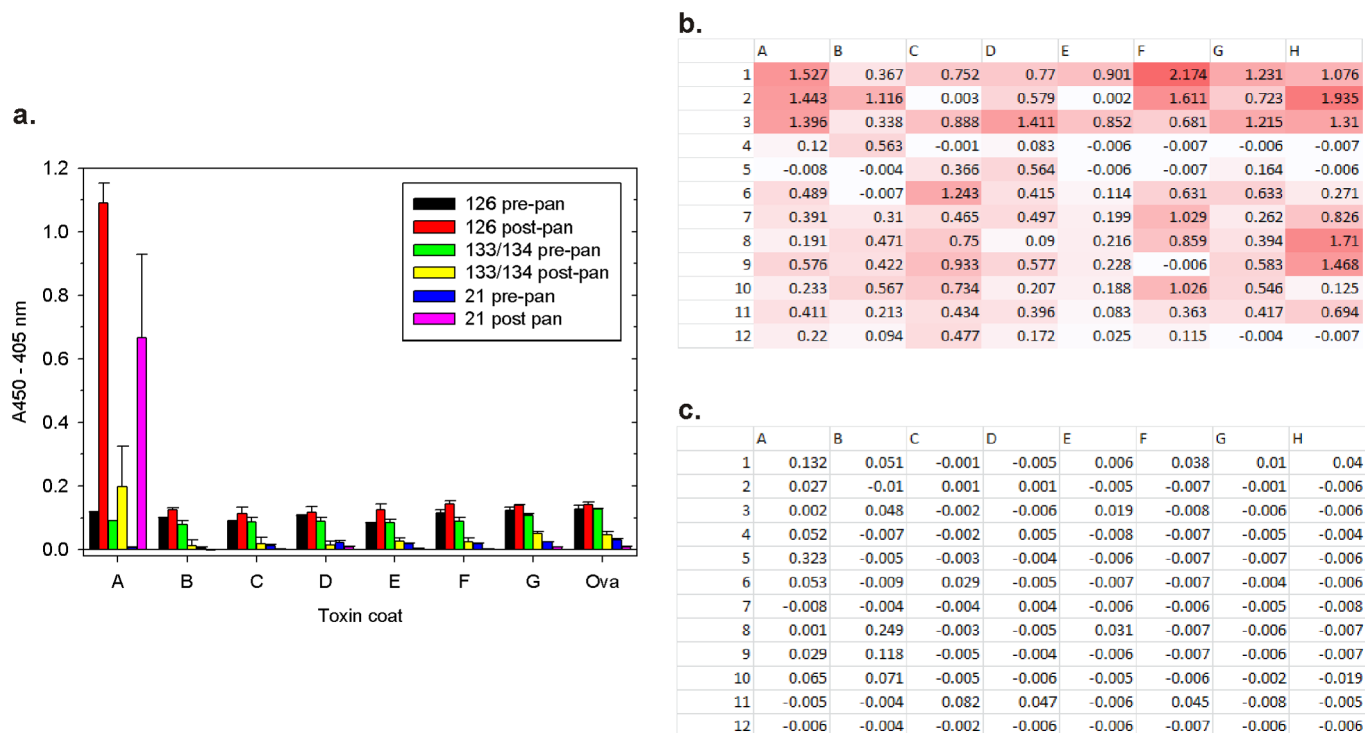 a.
1.2
1.0
0.8
0.6
0.4
0.2
0.0
A450 - 405 nm
126 pre-pan
126 post-pan
133/134 pre-pan
133/134 post-pan
21 pre-pan
21 post pan
A B C D E F G Ova
Toxin coat
b.
A B C D E F G H
1 1.527 0.367 0.752 0.77 0.901 2.174 1.231 1.076
2 1.443 1.116 0.003 0.579 0.002 1.611 0.723 1.935
3 1.396 0.338 0.888 1.411 0.852 0.681 1.215 1.31
4 0.12 0.563 -0.001 0.083 -0.006 -0.007 -0.006 -0.007
5 -0.008 -0.004 0.366 0.564 -0.006 -0.007 0.164 -0.006
6 0.489 -0.007 1.243 0.415 0.114 0.631 0.633 0.271
7 0.391 0.31 0.465 0.497 0.199 1.029 0.262 0.826
8 0.191 0.471 0.75 0.09 0.216 0.859 0.394 1.71
9 0.576 0.422 0.933 0.577 0.228 -0.006 0.583 1.468
10 0.233 0.567 0.734 0.207 0.188 1.026 0.546 0.125
11 0.411 0.213 0.434 0.396 0.083 0.363 0.417 0.694
12 0.22 0.094 0.477 0.172 0.025 0.115 -0.004 -0.007
c.
A B C D E F G H
1 0.132 0.051 -0.001 -0.005 0.006 0.038 0.01 0.04
2 0.027 -0.01 0.001 0.001 -0.005 -0.007 -0.001 -0.006
3 0.002 0.048 -0.002 -0.006 0.019 -0.008 -0.006 -0.006
4 0.052 -0.007 -0.002 0.005 -0.008 -0.007 -0.005 -0.004
5 0.323 -0.005 -0.003 -0.004 -0.006 -0.007 -0.007 -0.006
6 0.053 -0.009 0.029 -0.005 -0.007 -0.007 -0.004 -0.006
7 -0.008 -0.004 -0.004 0.004 -0.006 -0.006 -0.005 -0.008
8 0.001 0.249 -0.003 -0.005 0.031 -0.007 -0.006 -0.007
9 0.029 0.118 -0.005 -0.004 -0.006 -0.007 -0.006 -0.007
10 0.065 0.071 -0.005 -0.006 -0.005 -0.006 -0.002 -0.019
11 -0.005 -0.004 0.082 0.047 -0.006 0.045 -0.008 -0.005
12 -0.006 -0.004 -0.002 -0.006 -0.006 -0.007 -0.006 -0.006